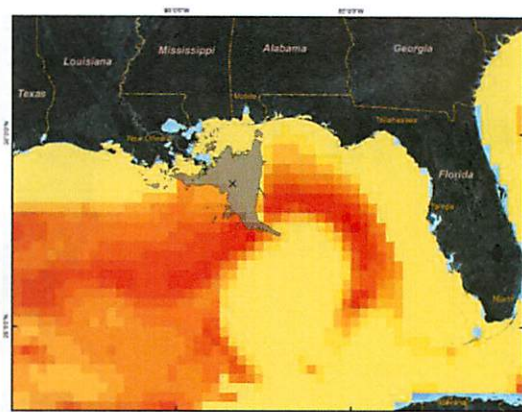 Louisiana
Mississippi
Alabama
Georgia
Texas
Mobile
Tallahassee
New Orleans
Florida
Tampa
Miami
Havana